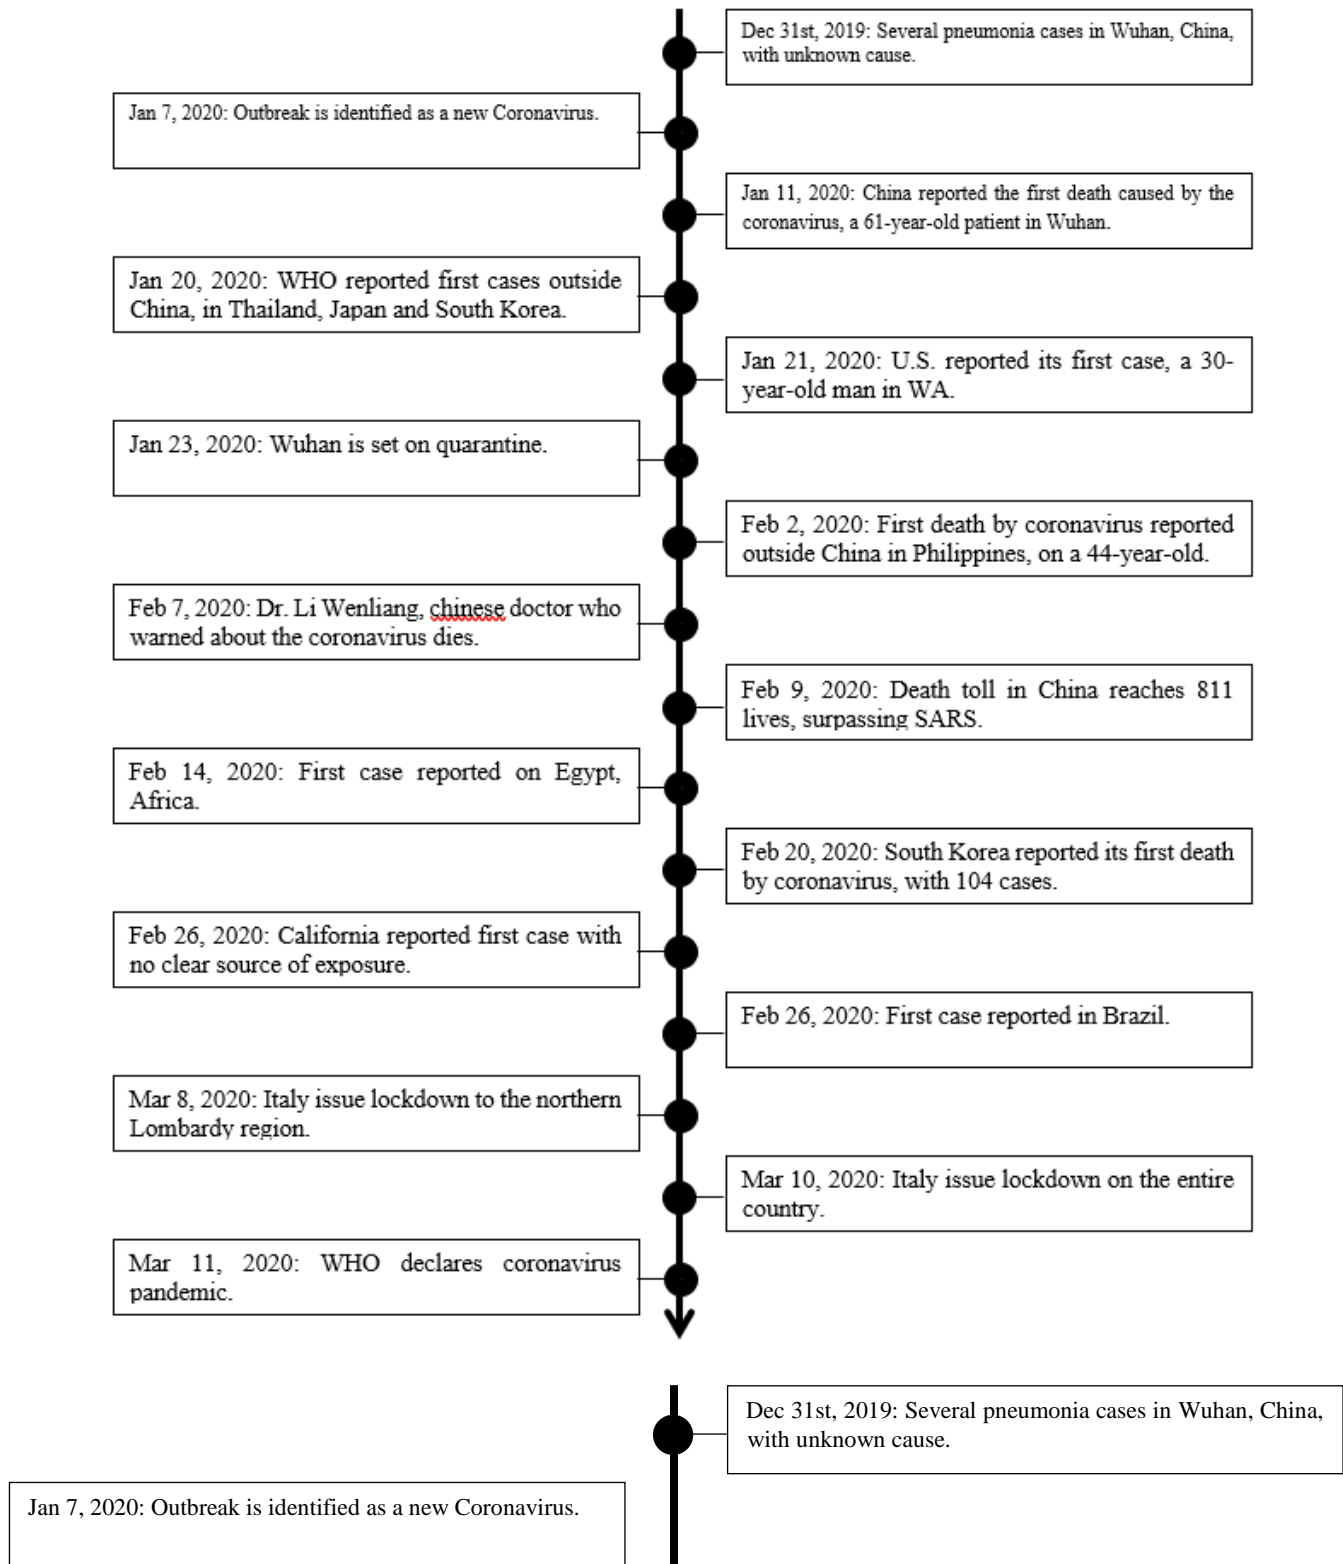 Dec 31st, 2019: Several pneumonia cases in Wuhan, China,
with unknown cause.
Jan 7, 2020: Outbreak is identified as a new Coronavirus.
Jan 11, 2020: China reported the first death caused by the
coronavirus, a 61-year-old patient in Wuhan.
Jan 20, 2020: WHO reported first cases outside
China, in Thailand, Japan and South Korea.
Jan 21, 2020: U.S. reported its first case, a 30-
year-old man in WA.
Jan 23, 2020: Wuhan is set on quarantine.
Feb 2, 2020: First death by coronavirus reported
outside China in Philippines, on a 44-year-old.
Feb 7, 2020: Dr. Li Wenliang, chinese doctor who
warned about the coronavirus dies.
Feb 9, 2020: Death toll in China reaches 811
lives, surpassing SARS.
Feb 14, 2020: First case reported on Egypt,
Africa.
Feb 20, 2020: South Korea reported its first death
by coronavirus, with 104 cases.
Feb 26, 2020: California reported first case with
no clear source of exposure.
Feb 26, 2020: First case reported in Brazil.
Mar 8, 2020: Italy issue lockdown to the northern
Lombardy region.
Mar 10, 2020: Italy issue lockdown on the entire
country.
Mar 11, 2020: WHO declares coronavirus
pandemic.
Dec 31st, 2019: Several pneumonia cases in Wuhan, China,
with unknown cause.
Jan 7, 2020: Outbreak is identified as a new Coronavirus.